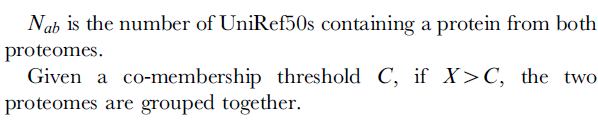 N_ab is the number of UniRef50s containing a protein from both
proteomes.
Given a co-membership threshold C, if X>C, the two
proteomes are grouped together.